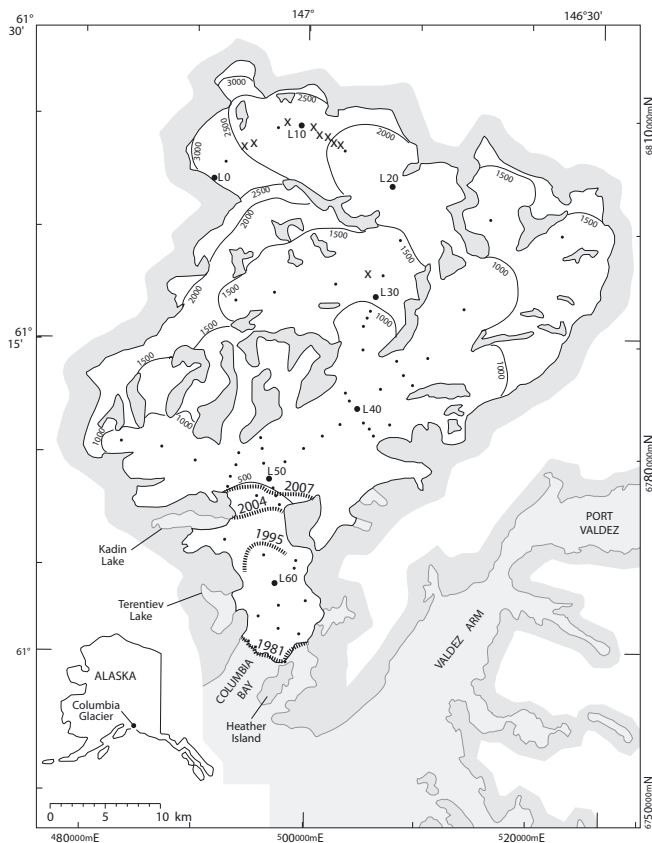 61°
30'
147°
146°30'
3000
2500
2500
3000
2000
1500
1500
2500
2000
1500
1500
1000
2000
1500
1500
1000
1500
1000
1000
1000
500
X
X
X
X
X
X
X
X
X
L10
L0
L20
L30
L40
L50
L60
2007
2004
1995
1981
61°
15'
61°
6810000mN
6780000mN
6750000mN
PORT
VALDEZ
VALDEZ ARM
Kadin
Lake
Terentiev
Lake
COLUMBIA
BAY
Heather
Island
ALASKA
Columbia
Glacier
0 5 10 km
480000mE 500000mE 520000mE